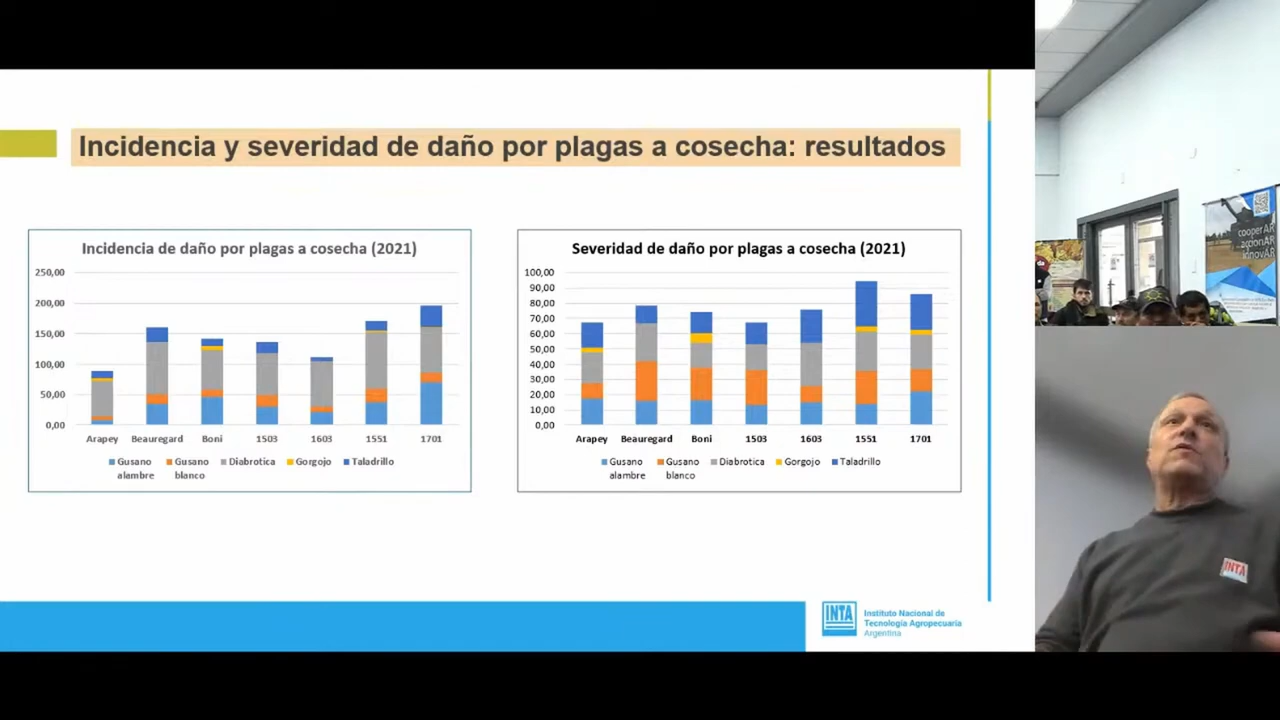 Incidencia y severidad de daño por plagas a cosecha: resultados
Incidencia de daño por plagas a cosecha (2021)
250,00
200,00
150,00
100,00
50,00
0,00
Arapey Beauregard Boni 1503 1603 1551 1701
Gusano alambre Gusano blanco Diabrotica Gorgojo Taladrillo
Severidad de daño por plagas a cosecha (2021)
100,00
90,00
80,00
70,00
60,00
50,00
40,00
30,00
20,00
10,00
0,00
Arapey Beauregard Boni 1503 1603 1551 1701
Gusano alambre Gusano blanco Diabrotica Gorgojo Taladrillo
INTA
Instituto Nacional de
Tecnología Agropecuaria
Argentina
cooperAR
accionAR
innovAR
INTA